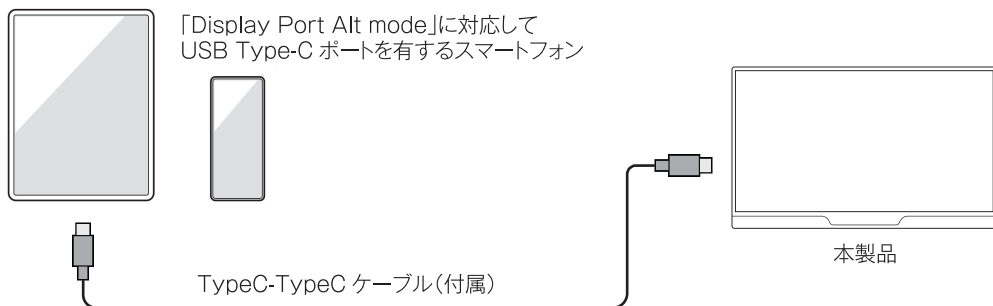 「Display Port Alt mode」に対応して
USB Type-C ポートを有するスマートフォン
本製品
TypeC-TypeC ケーブル（付属）